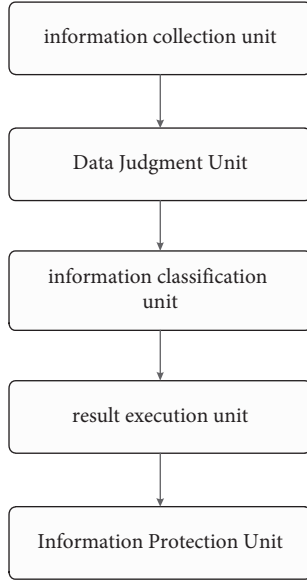 information collection unit
Data Judgment Unit
information classification
unit
result execution unit
Information Protection Unit